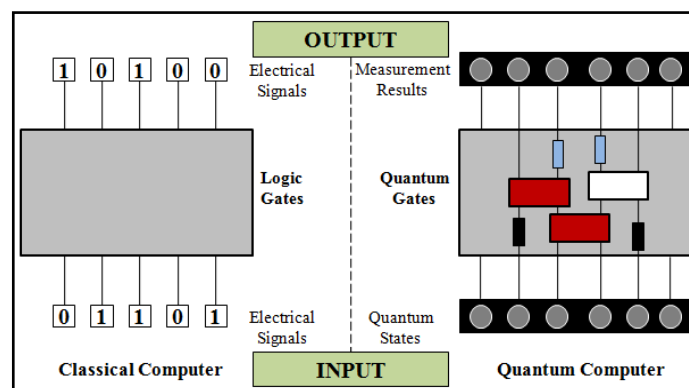 OUTPUT
1 0 1 0 0
Electrical
Signals
Measurement
Results
Logic
Gates
Quantum
Gates
0 1 1 0 1
Electrical
Signals
Quantum
States
Classical Computer
INPUT
Quantum Computer